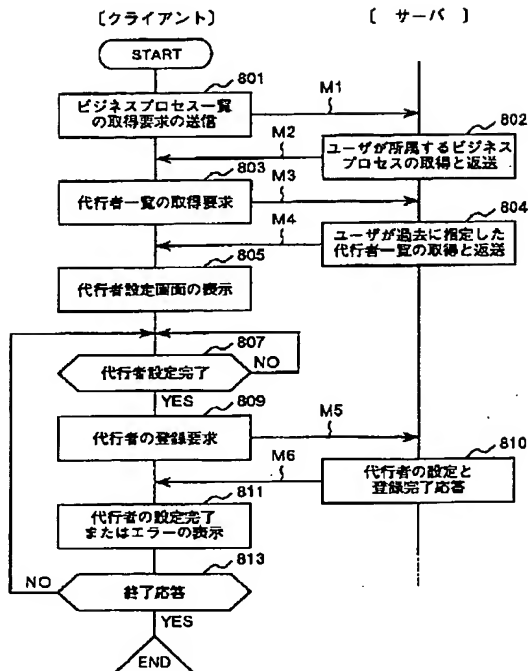 〔クライアント〕
〔 サーバ 〕
START
801
ビジネスプロセス一覧
の取得要求の送信
M1
802
ユーザが所属するビジネス
プロセスの取得と返送
M2
803
代行者一覧の取得要求
M3
804
ユーザが過去に指定した
代行者一覧の取得と返送
M4
805
代行者設定画面の表示
807
代行者設定完了
NO
YES
809
代行者の登録要求
M5
810
代行者の設定と
登録完了応答
M6
811
代行者の設定完了
またはエラーの表示
813
終了応答
NO
YES
END